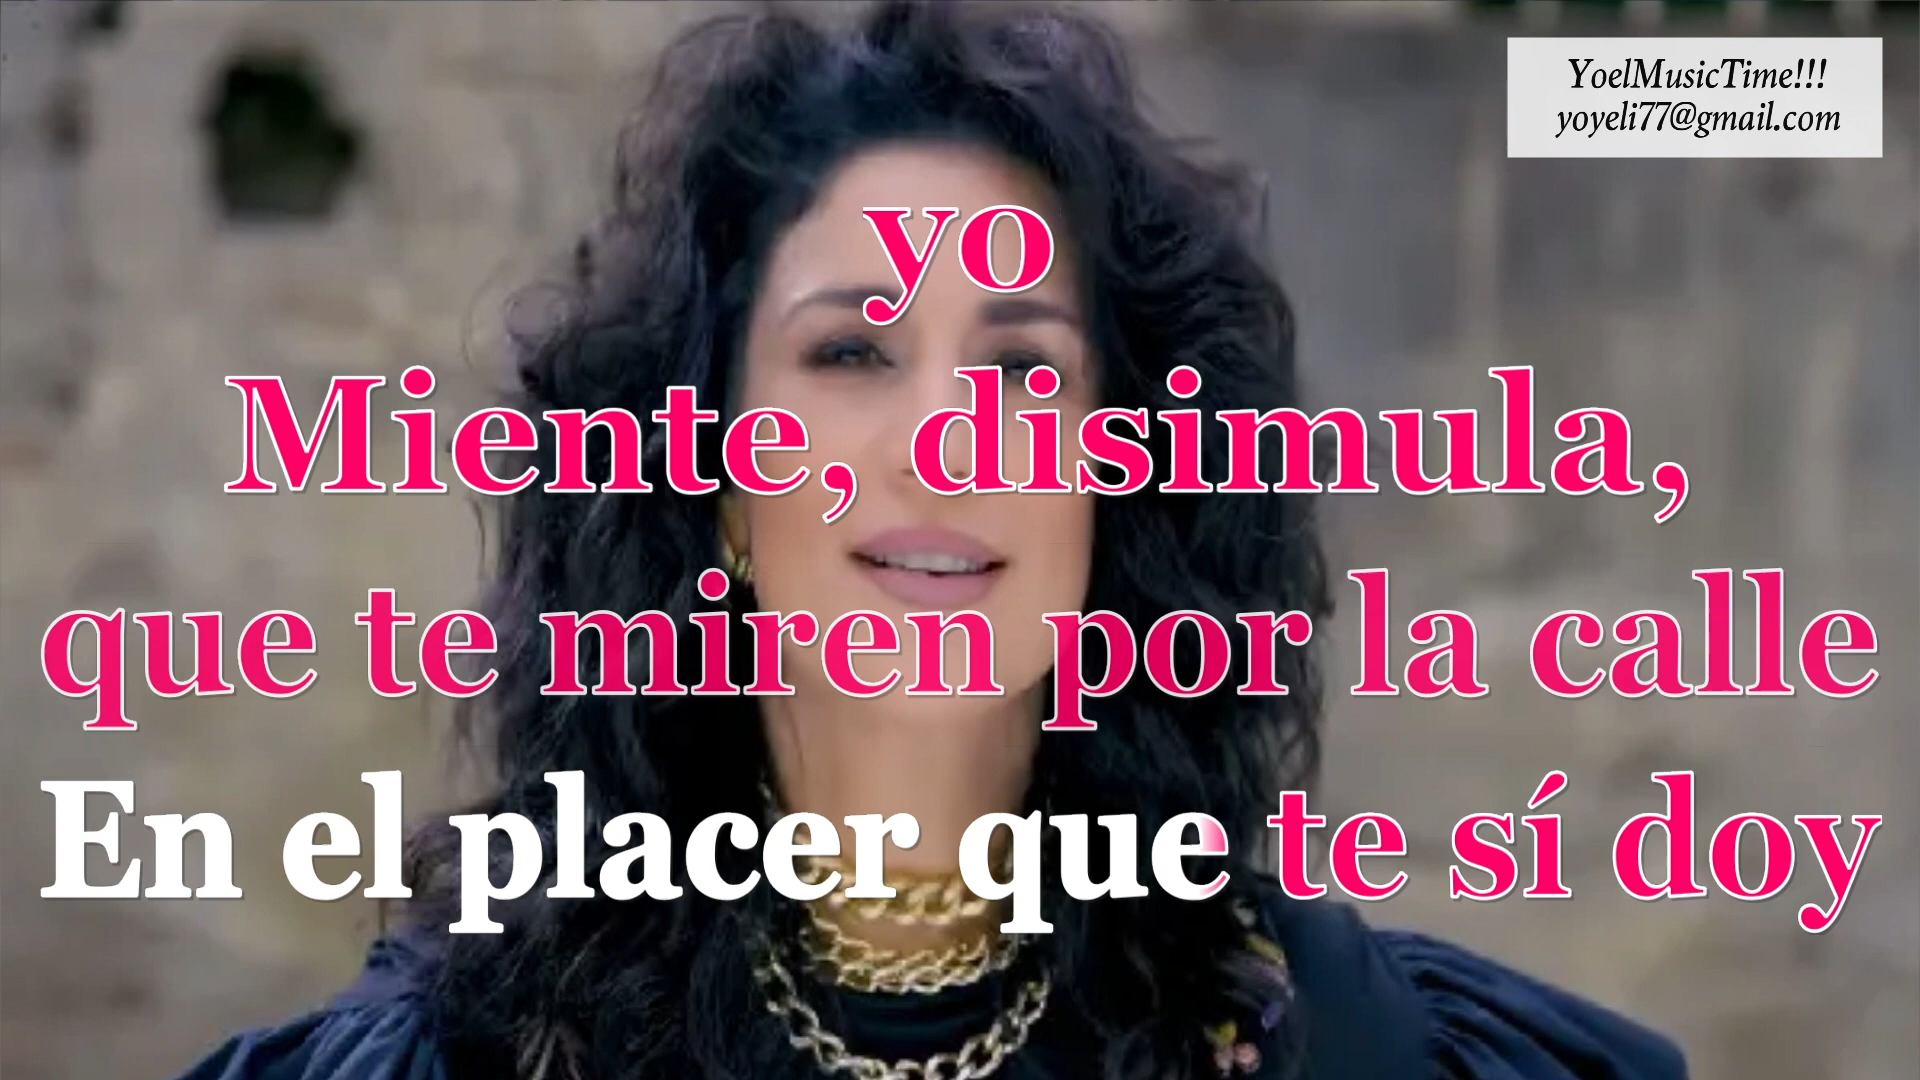 YoelMusicTime!!!
yoyeli77@gmail.com
yo
Miente, disimula,
que te miren por la calle
En el placer que te sí doy